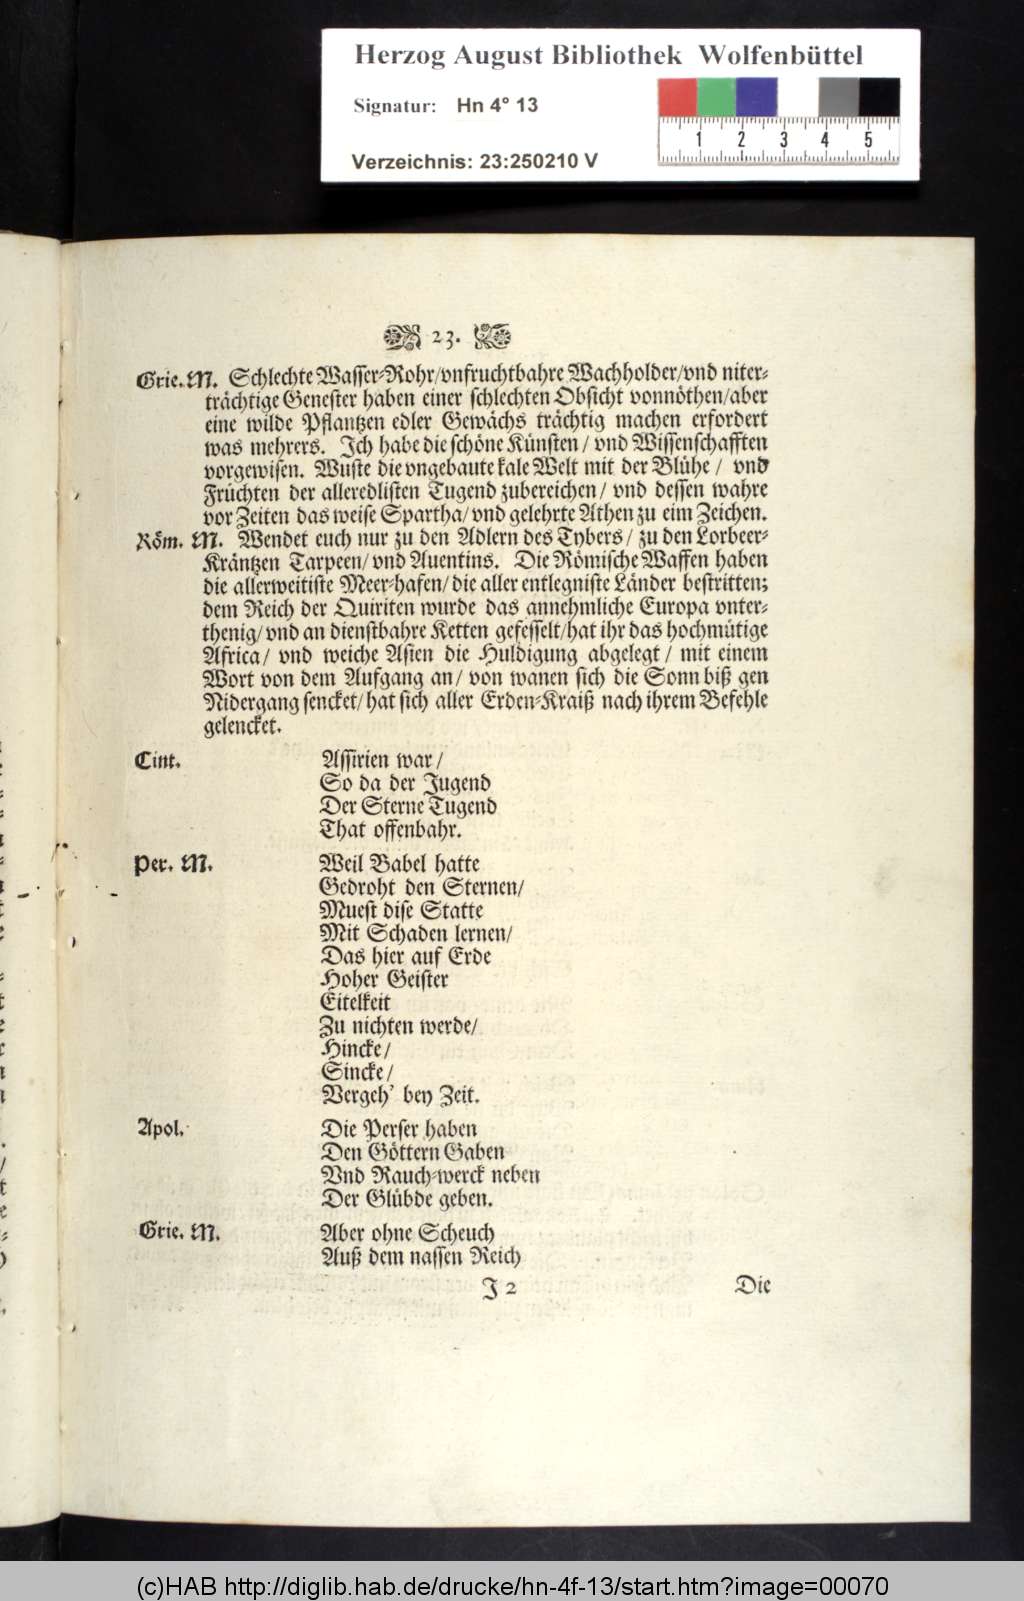 Herzog August Bibliothek Wolfenbüttel
Signatur: Hn 4° 13
1 2 3 4 5
Verzeichnis: 23:250210 V
23.
Grie. M. Schlechte Wasser-Rohr/vnfruchtbahre Wachholder/vnd niter-
trächtige Genester haben einer schlechten Obsicht vonnöthen/aber
eine wilde Pflantzen edler Gewächs trächtig machen erfordert
was mehrers. Ich habe die schöne Künsten/ vnd Wissenschafften
vorgewisen. Wuste die vngebaute kale Welt mit der Blühe/ vnd
Früchten der alleredlisten Tugend zubereichen/ vnd dessen wahre
vor Zeiten das weise Spartha/vnd gelehrte Athen zu eim Zeichen.
Röm. M. Wendet euch nur zu den Adlern des Tybers/ zu den Lorbeer-
Kräntzen Tarpeen/vnd Auentins. Die Römische Waffen haben
die allerweitiste Meer-hafen/die aller entlegniste Länder bestritten;
dem Reich der Quiriten wurde das annehmliche Europa vnter-
thenig/vnd an dienstbahre Ketten gefesselt/hat ihr das hochmütige
Africa/ vnd weiche Asien die Huldigung abgelegt/ mit einem
Wort von dem Aufgang an/ von wanen sich die Sonn biß gen
Nidergang sencket/hat sich aller Erden-Kraiß nach ihrem Befehle
gelencket.
Cint. Assirien war/
So da der Jugend
Der Sterne Tugend
That offenbahr.
Per. M. Weil Babel hatte
Gedroht den Sternen/
Muest dise Statte
Mit Schaden lernen/
Das hier auf Erde
Hoher Geister
Eitelkeit
Zu nichten werde/
Hincke/
Sincke/
Vergeh' bey Zeit.
Apol. Die Perser haben
Den Göttern Gaben
Vnd Rauch-werck neben
Der Glübde geben.
Grie. M. Aber ohne Scheuch
Auß dem nassen Reich
J 2 Die
(c)HAB http://diglib.hab.de/drucke/hn-4f-13/start.htm?image=00070